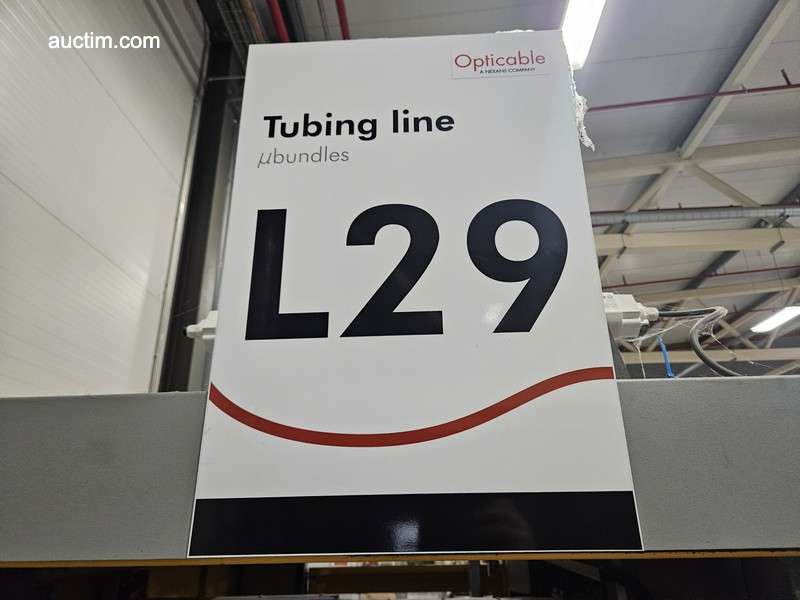 auctim.com
Opticable
A NEXANS COMPANY
Tubing line
µbundles
L29